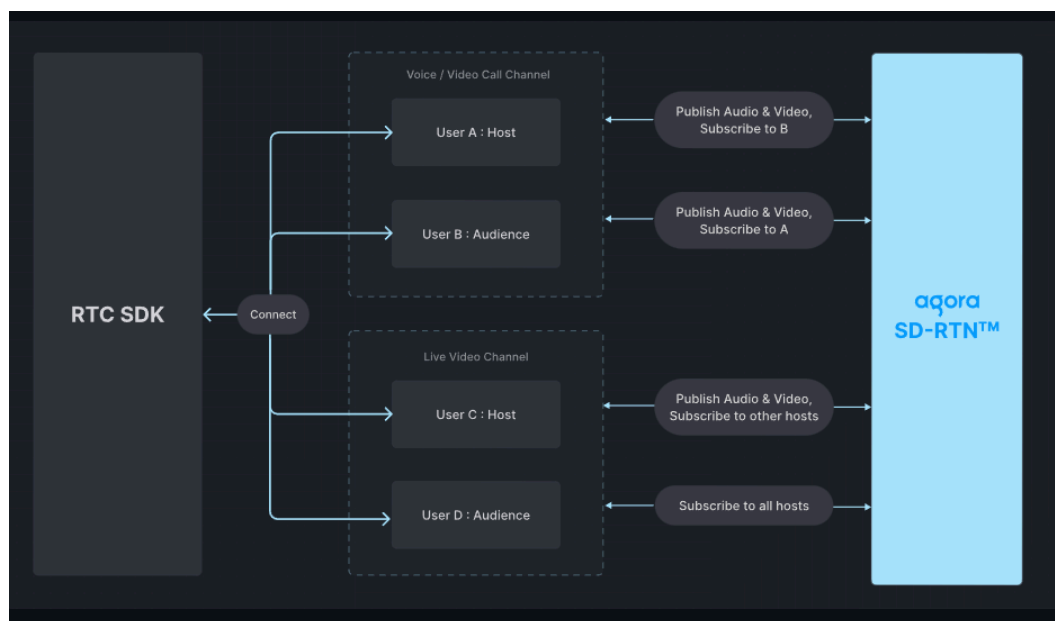 RTC SDK
Connect
Voice / Video Call Channel
User A : Host
User B : Audience
Live Video Channel
User C : Host
User D : Audience
Publish Audio & Video,
Subscribe to B
Publish Audio & Video,
Subscribe to A
Publish Audio & Video,
Subscribe to other hosts
Subscribe to all hosts
agora
SD-RTN™